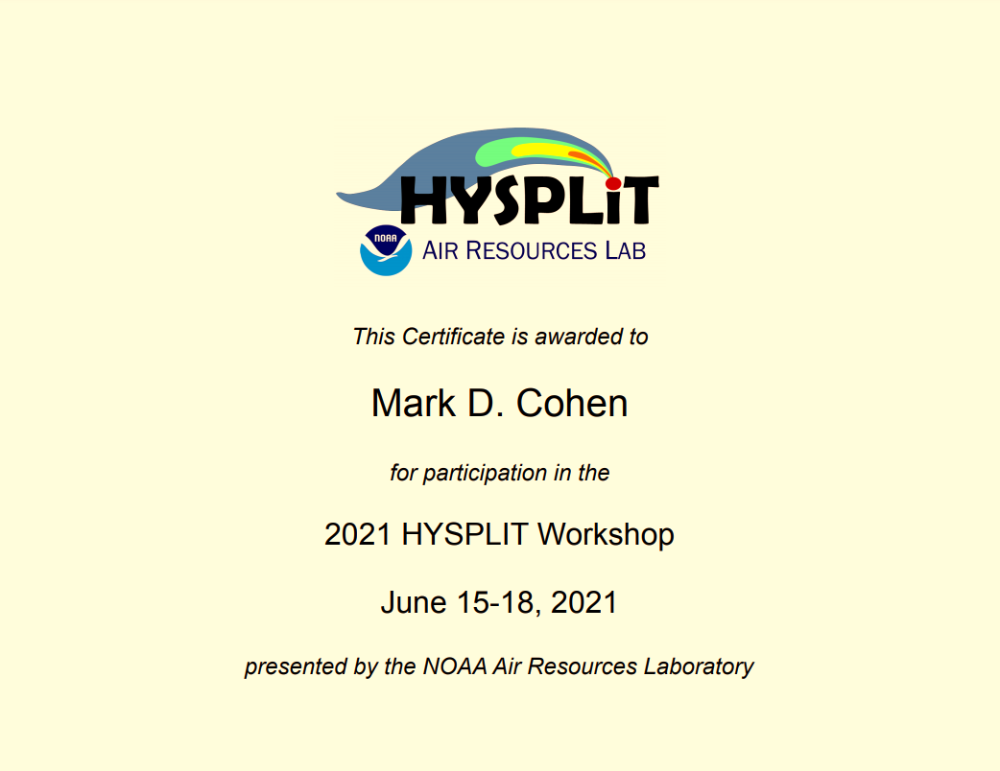 HYSPLiT
NOAA
AIR RESOURCES LAB
This Certificate is awarded to
Mark D. Cohen
for participation in the
2021 HYSPLIT Workshop
June 15-18, 2021
presented by the NOAA Air Resources Laboratory